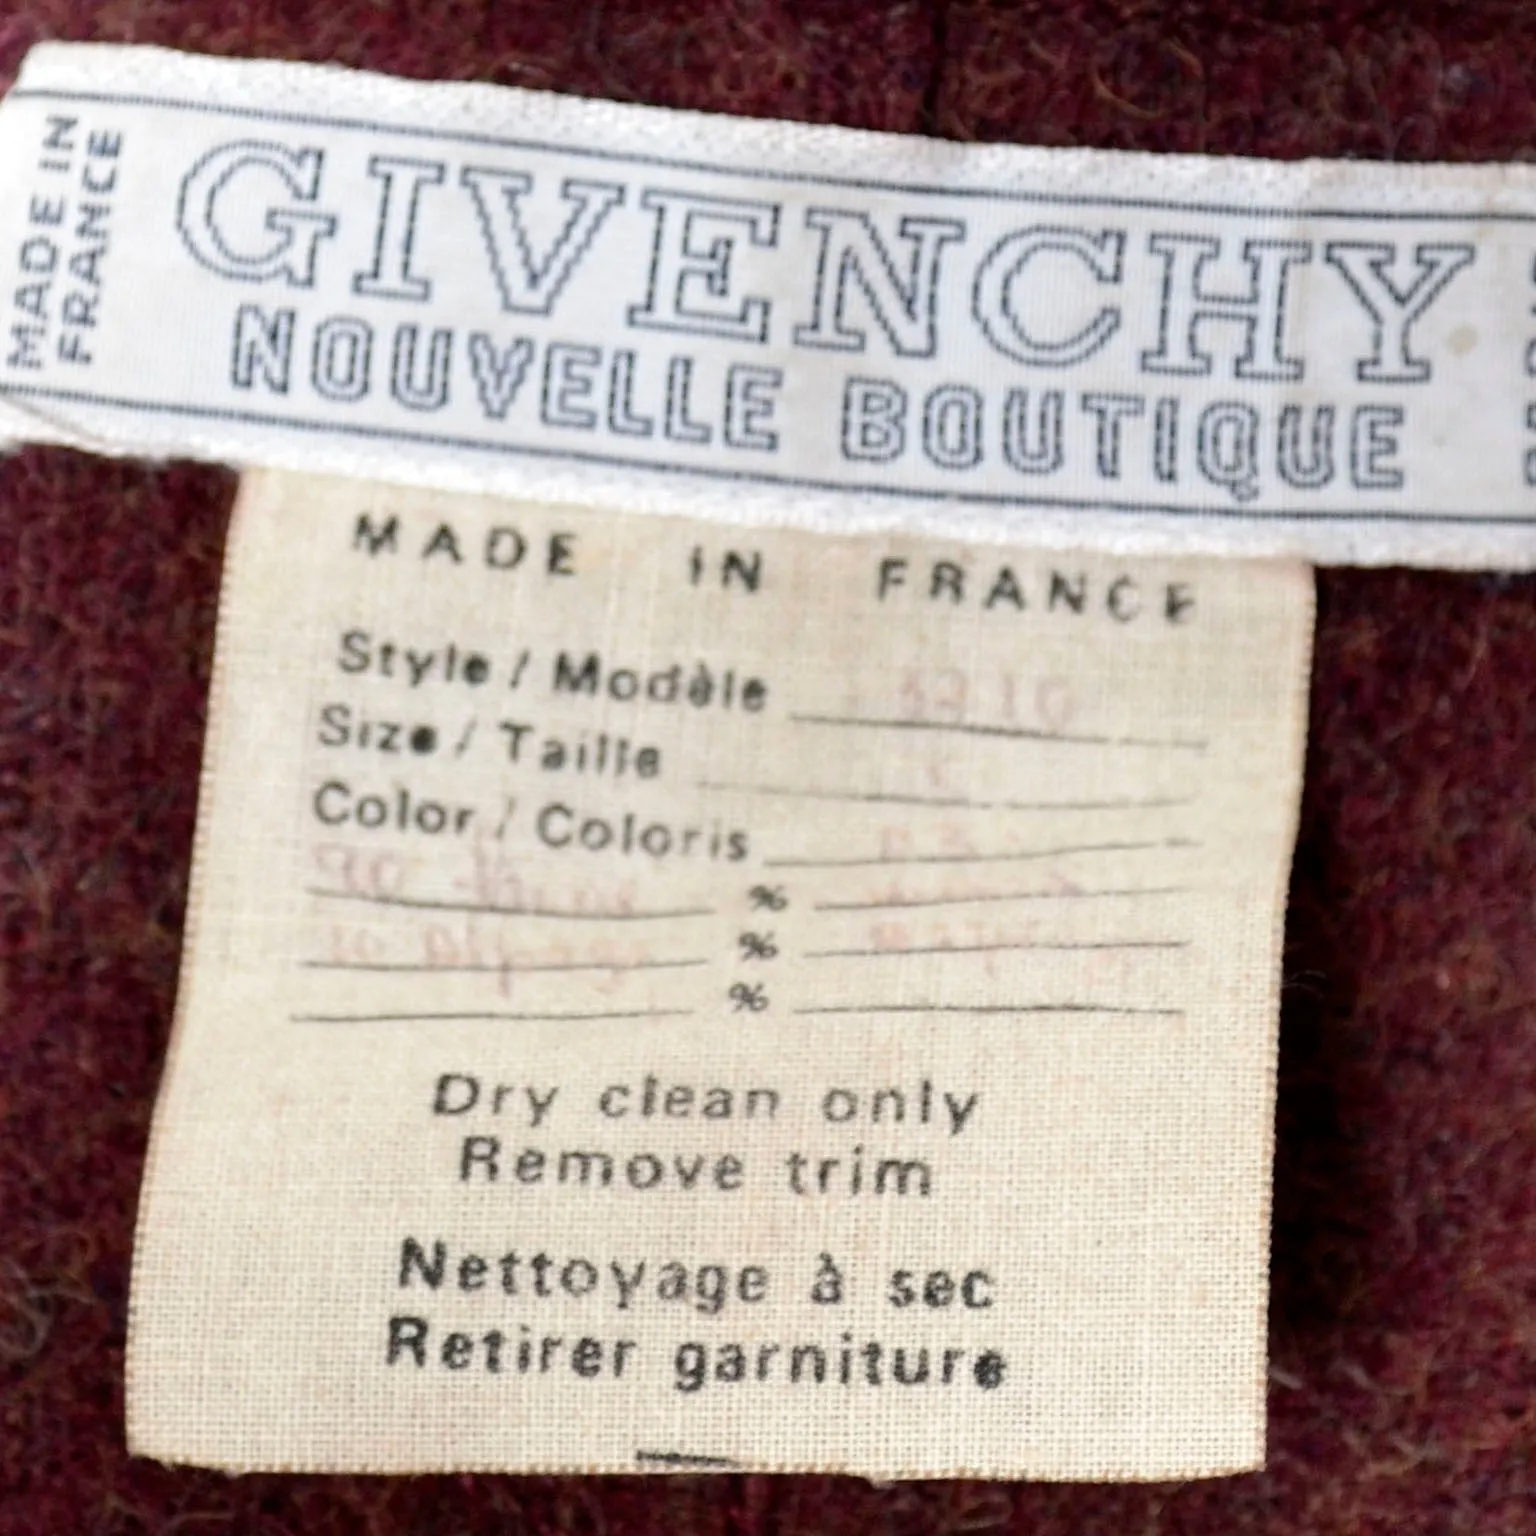 MADE IN
FRANCE
GIVENCHY
NOUVELLE BOUTIQUE
MADE IN FRANCE
Style / Modèle
Size / Taille
Color / Coloris
%
%
%
Dry clean only
Remove trim
Nettoyage à sec
Retirer garniture